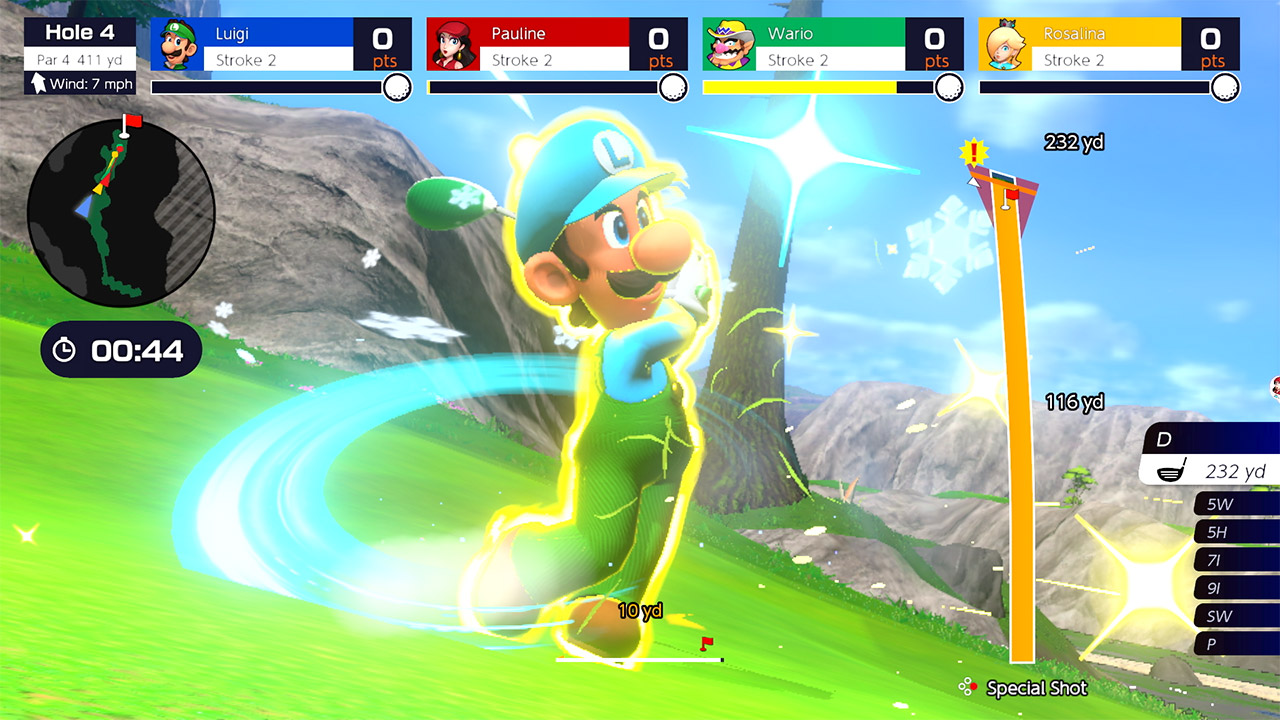 Hole 4
Par 4 411 yd
Wind: 7 mph
Luigi
Stroke 2
0
pts
Pauline
Stroke 2
0
pts
Wario
Stroke 2
0
pts
Rosalina
Stroke 2
0
pts
L
!
232 yd
00:44
116 yd
D
232 yd
5W
5H
7I
9I
SW
P
10 yd
Special Shot